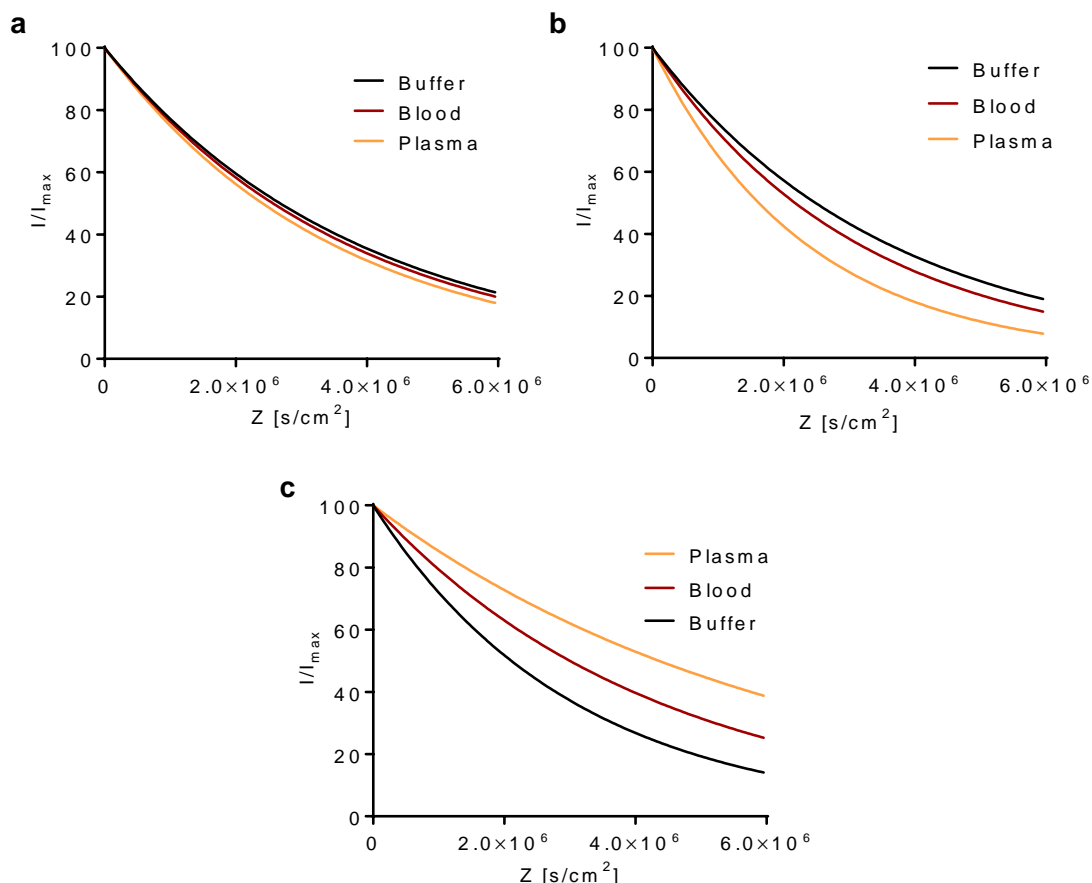 a
100
80
60
40
20
0
I/Imax
Buffer
Blood
Plasma
0
2.0×10⁶
4.0×10⁶
6.0×10⁶
Z [s/cm²]
b
100
80
60
40
20
0
I/Imax
Buffer
Blood
Plasma
0
2.0×10⁶
4.0×10⁶
6.0×10⁶
Z [s/cm²]
c
100
80
60
40
20
0
I/Imax
Plasma
Blood
Buffer
0
2.0×10⁶
4.0×10⁶
6.0×10⁶
Z [s/cm²]